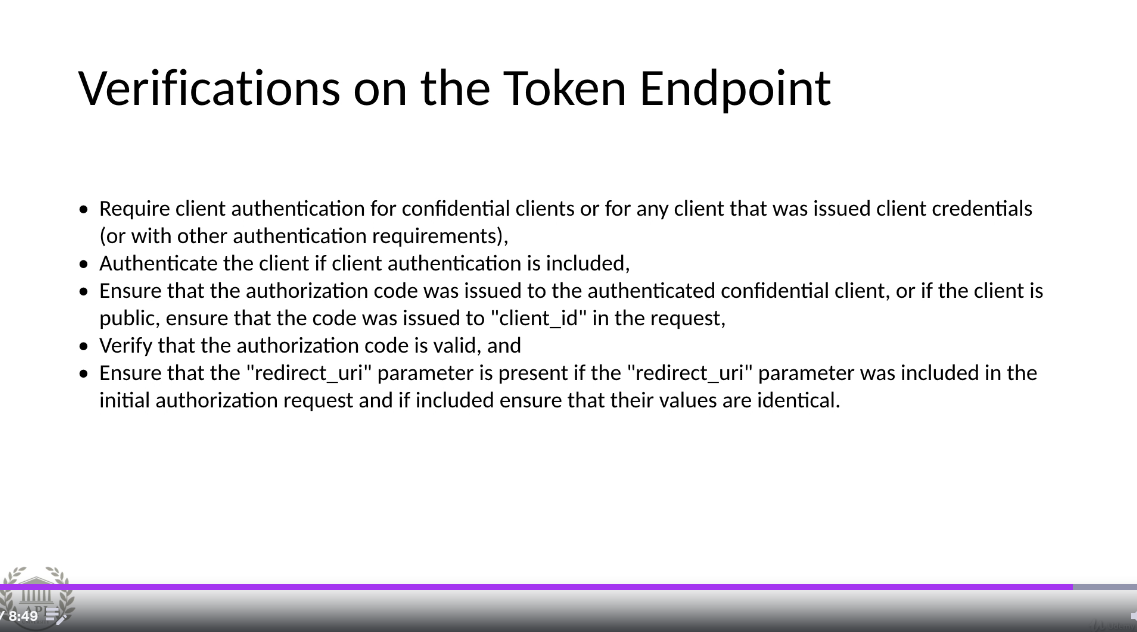 Verifications on the Token Endpoint
• Require client authentication for confidential clients or for any client that was issued client credentials
(or with other authentication requirements),
• Authenticate the client if client authentication is included,
• Ensure that the authorization code was issued to the authenticated confidential client, or if the client is
public, ensure that the code was issued to "client_id" in the request,
• Verify that the authorization code is valid, and
• Ensure that the "redirect_uri" parameter is present if the "redirect_uri" parameter was included in the
initial authorization request and if included ensure that their values are identical.
/ 8:49